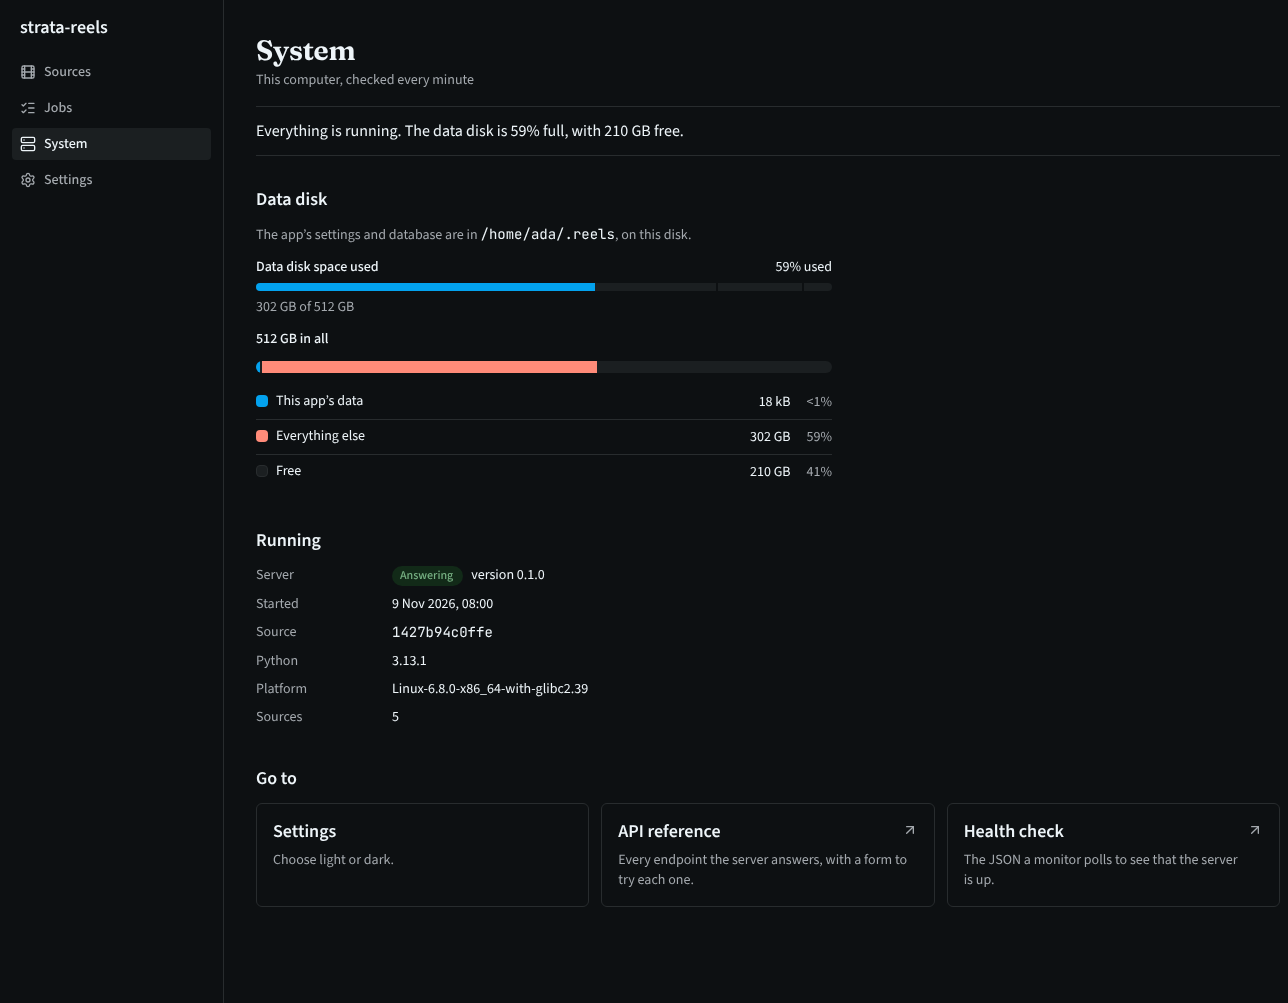 strata-reels
Sources
Jobs
System
Settings
System
This computer, checked every minute
Everything is running. The data disk is 59% full, with 210 GB free.
Data disk
The app’s settings and database are in /home/ada/.reels, on this disk.
Data disk space used 59% used
302 GB of 512 GB
512 GB in all
This app’s data 18 kB <1%
Everything else 302 GB 59%
Free 210 GB 41%
Running
Server Answering version 0.1.0
Started 9 Nov 2026, 08:00
Source 1427b94c0ffe
Python 3.13.1
Platform Linux-6.8.0-x86_64-with-glibc2.39
Sources 5
Go to
Settings
Choose light or dark.
API reference
Every endpoint the server answers, with a form to
try each one.
Health check
The JSON a monitor polls to see that the server
is up.